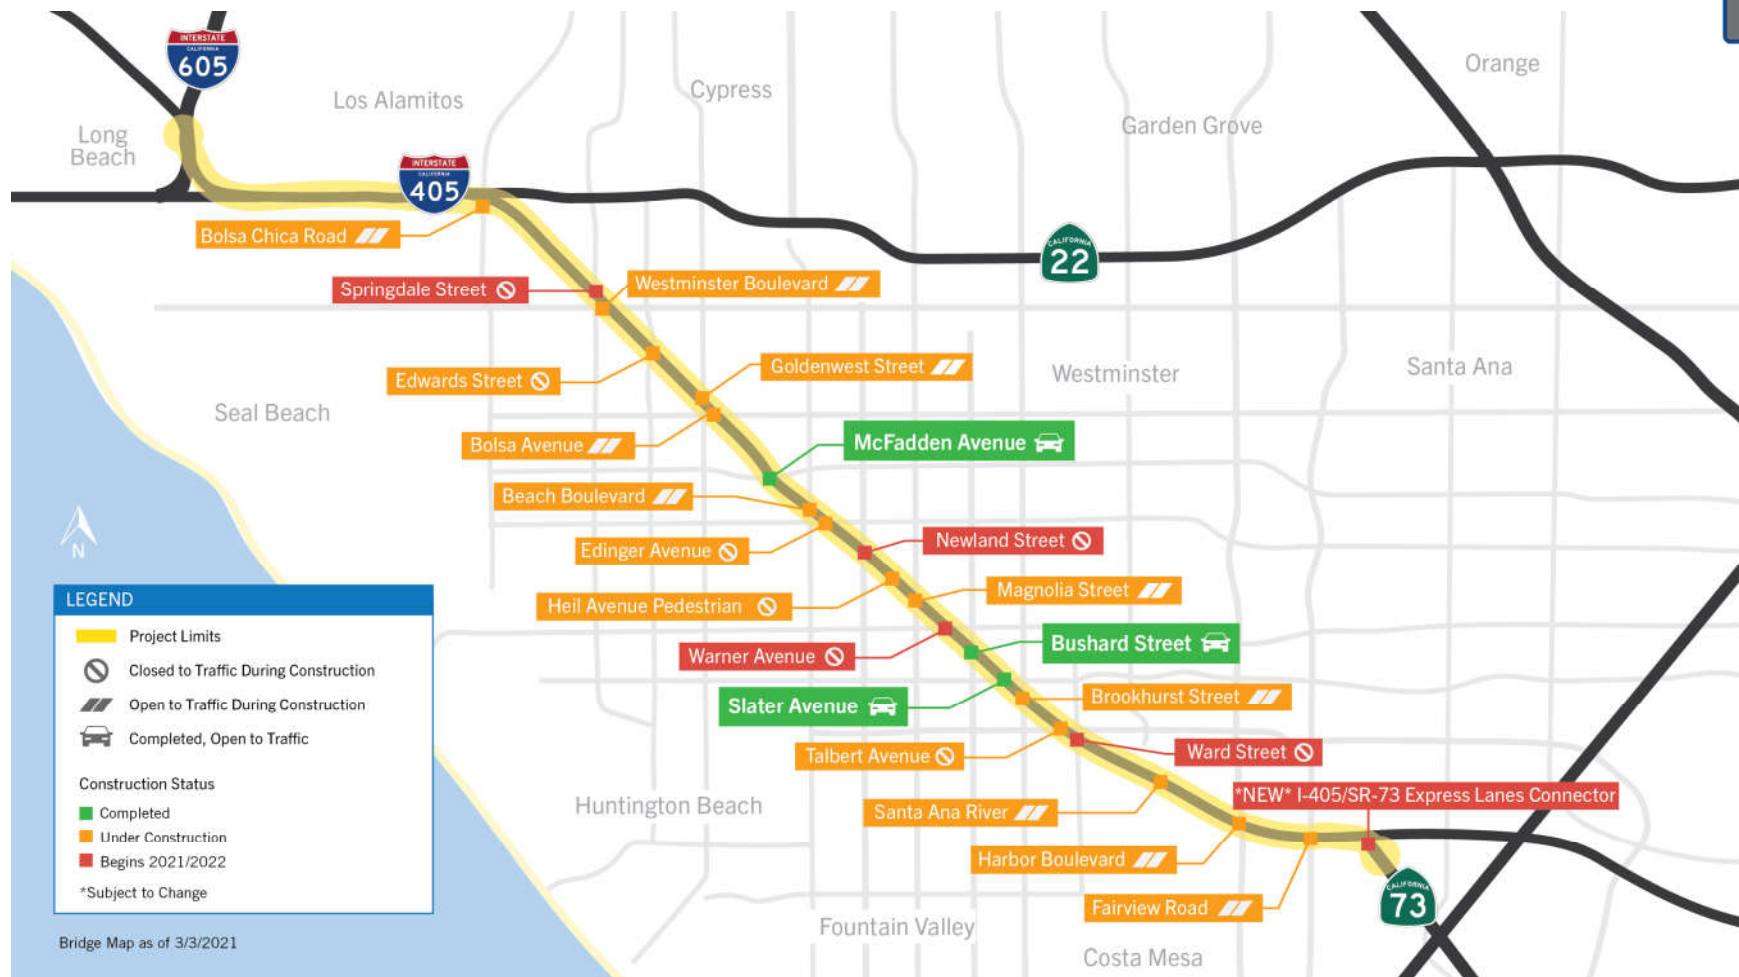 INTERSTATE
CALIFORNIA
605
Los Alamitos
Cypress
Orange
Long
Beach
Garden Grove
INTERSTATE
CALIFORNIA
405
Bolsa Chica Road
CALIFORNIA
22
Springdale Street
Westminster Boulevard
Edwards Street
Goldenwest Street
Westminster
Santa Ana
Seal Beach
Bolsa Avenue
McFadden Avenue
Beach Boulevard
Edinger Avenue
Newland Street
N
Heil Avenue Pedestrian
Magnolia Street
Warner Avenue
Bushard Street
Slater Avenue
Brookhurst Street
Talbert Avenue
Ward Street
Huntington Beach
Santa Ana River
*NEW* I-405/SR-73 Express Lanes Connector
Harbor Boulevard
Fairview Road
CALIFORNIA
73
Fountain Valley
Costa Mesa
LEGEND
Project Limits
Closed to Traffic During Construction
Open to Traffic During Construction
Completed, Open to Traffic
Construction Status
Completed
Under Construction
Begins 2021/2022
*Subject to Change
Bridge Map as of 3/3/2021